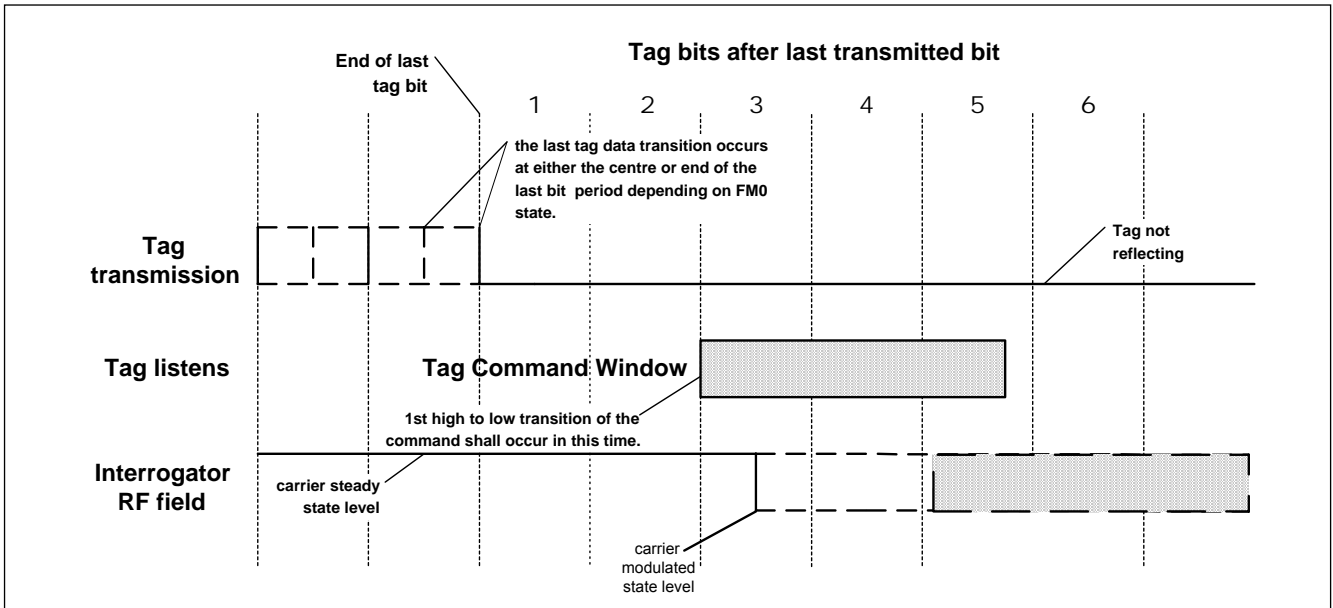 Tag bits after last transmitted bit
End of last
tag bit
1 2 3 4 5 6
the last tag data transition occurs
at either the centre or end of the
last bit period depending on FM0
state.
Tag
transmission
Tag not
reflecting
Tag listens
Tag Command Window
1st high to low transition of the
command shall occur in this time.
Interrogator
RF field
carrier steady
state level
carrier
modulated
state level